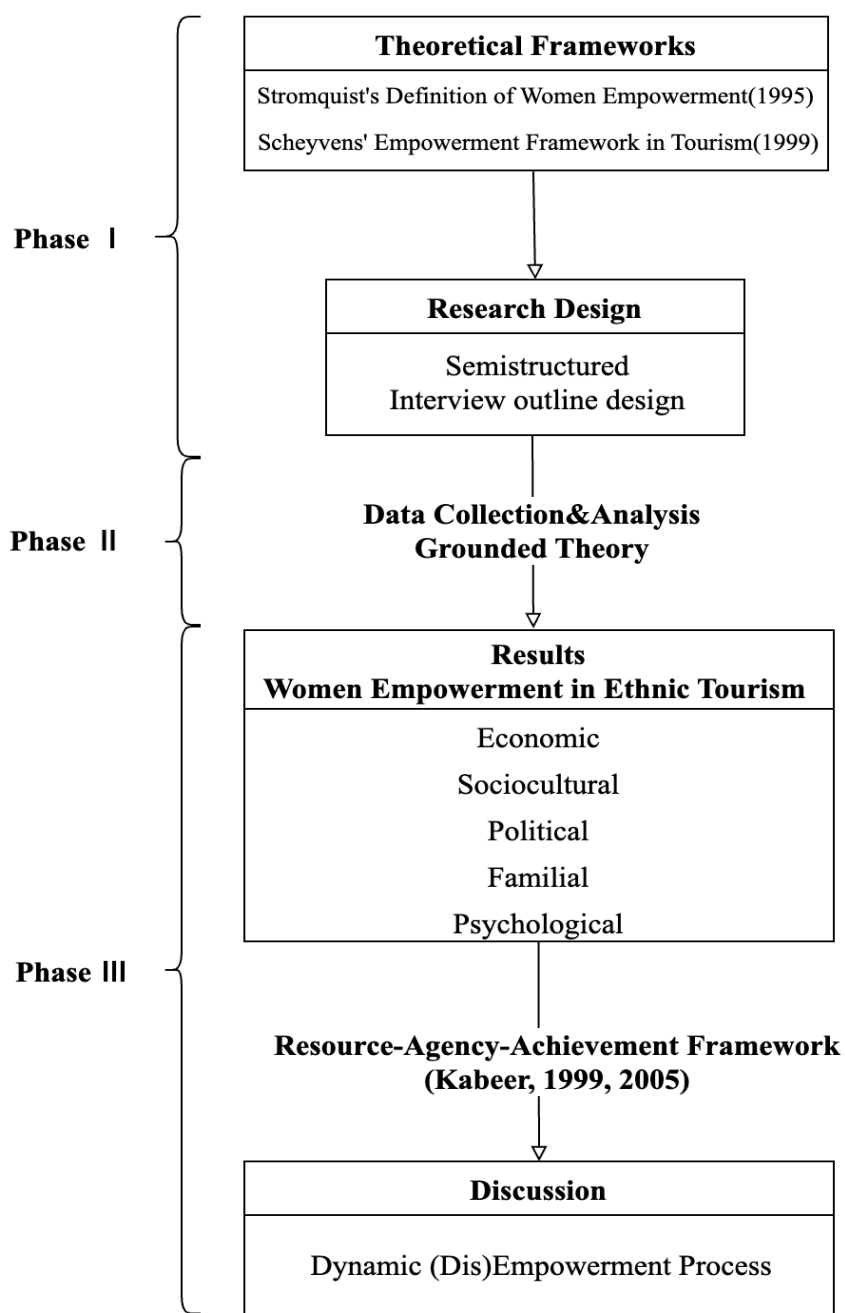 Theoretical Frameworks
Stromquist's Definition of Women Empowerment(1995)
Scheyvens' Empowerment Framework in Tourism(1999)
Phase I
Research Design
Semistructured
Interview outline design
Phase II
Data Collection&Analysis
Grounded Theory
Results
Women Empowerment in Ethnic Tourism
Economic
Sociocultural
Political
Familial
Psychological
Phase III
Resource-Agency-Achievement Framework
(Kabeer, 1999, 2005)
Discussion
Dynamic (Dis)Empowerment Process